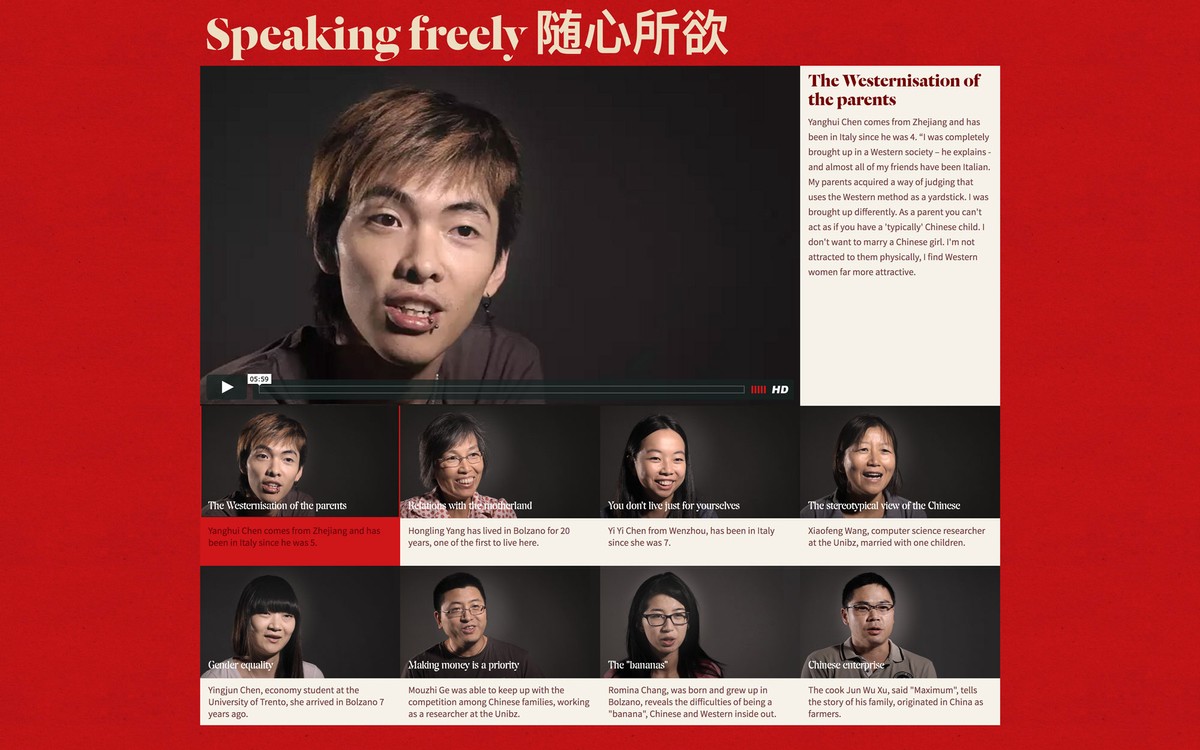 Speaking freely 随心所欲
The Westernisation of
the parents
Yanghui Chen comes from Zhejiang and has
been in Italy since he was 4. “I was completely
brought up in a Western society – he explains -
and almost all of my friends have been Italian.
My parents acquired a way of judging that
uses the Western method as a yardstick. I was
brought up differently. As a parent you can't
act as if you have a 'typically' Chinese child. I
don't want to marry a Chinese girl. I'm not
attracted to them physically, I find Western
women far more attractive.
05:59
HD
The Westernisation of the parents
Yanghui Chen comes from Zhejiang and has
been in Italy since he was 5.
Relations with the motherland
Hongling Yang has lived in Bolzano for 20
years, one of the first to live here.
You don't live just for yourselves
Yi Yi Chen from Wenzhou, has been in Italy
since she was 7.
The stereotypical view of the Chinese
Xiaofeng Wang, computer science researcher
at the Unibz, married with one children.
Gender equality
Yingjun Chen, economy student at the
University of Trento, she arrived in Bolzano 7
years ago.
Making money is a priority
Mouzhi Ge was able to keep up with the
competition among Chinese families, working
as a researcher at the Unibz.
The "bananas"
Romina Chang, was born and grew up in
Bolzano, reveals the difficulties of being a
"banana", Chinese and Western inside out.
Chinese enterprise
The cook Jun Wu Xu, said "Maximum", tells
the story of his family, originated in China as
farmers.